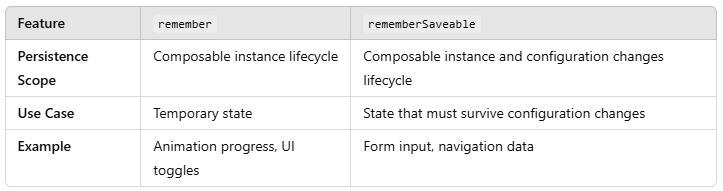 Feature remember rememberSaveable
Persistence Scope Composable instance lifecycle Composable instance and configuration changes lifecycle
Use Case Temporary state State that must survive configuration changes
Example Animation progress, UI toggles Form input, navigation data